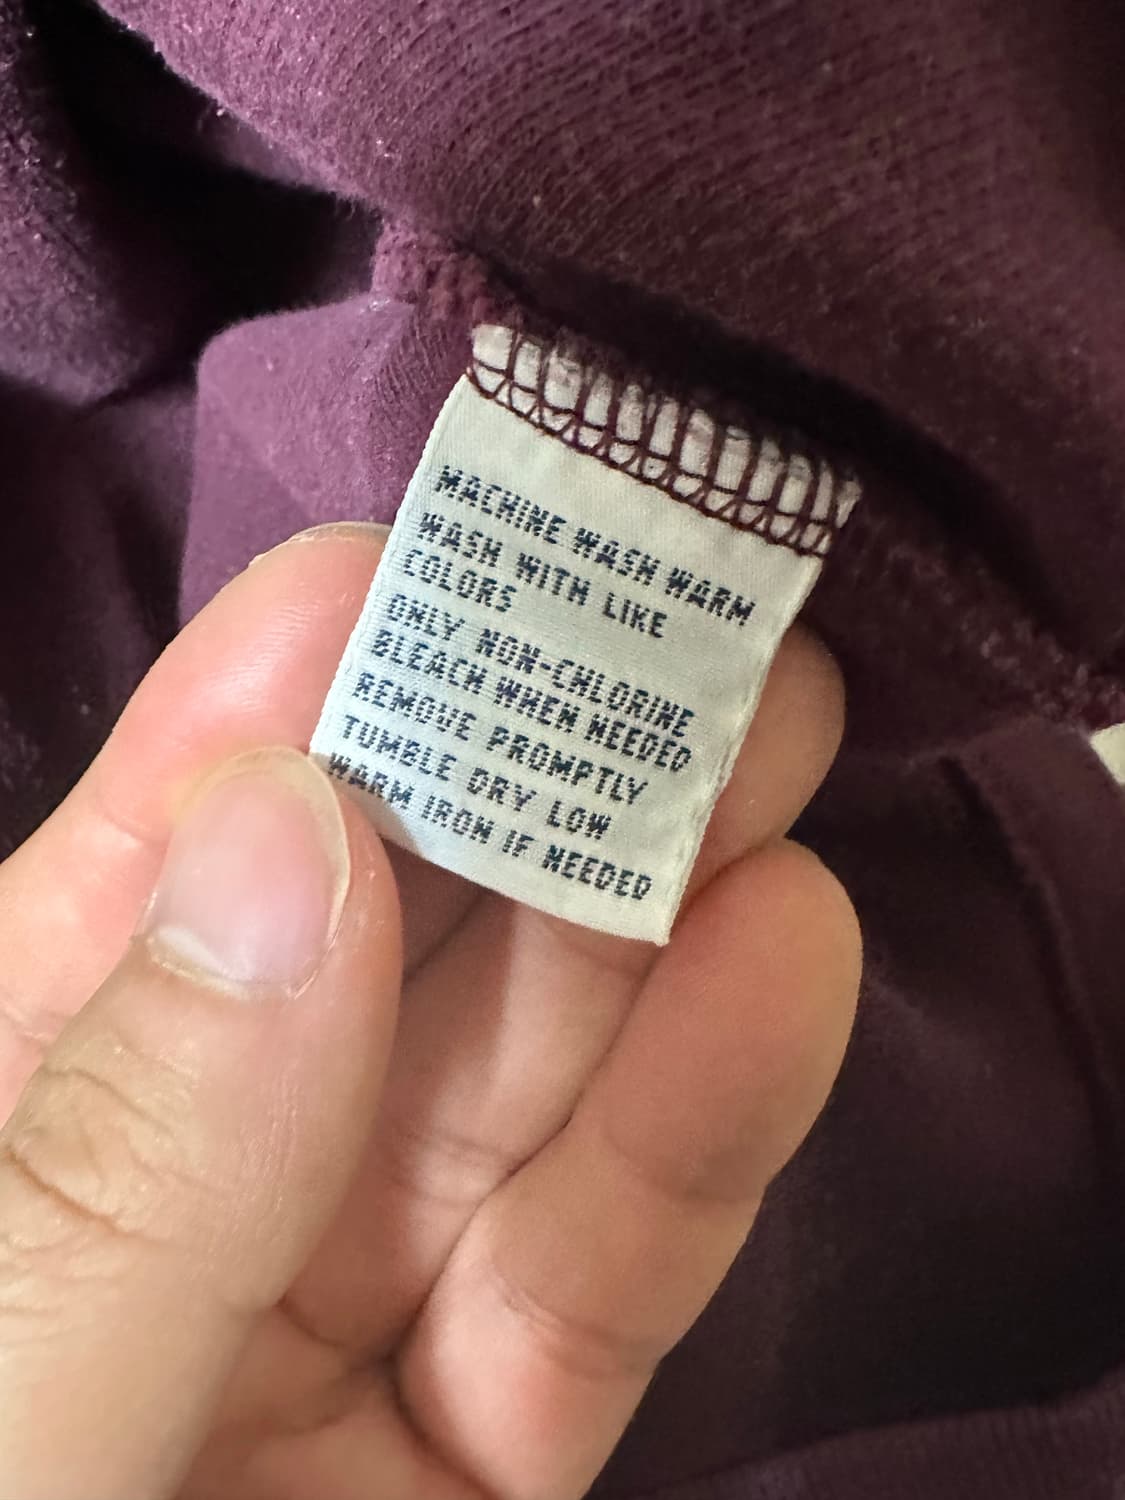 MACHINE WASH WARM
WASH WITH LIKE
COLORS
ONLY NON-CHLORINE
BLEACH WHEN NEEDED
REMOVE PROMPTLY
TUMBLE DRY LOW
WARM IRON IF NEEDED